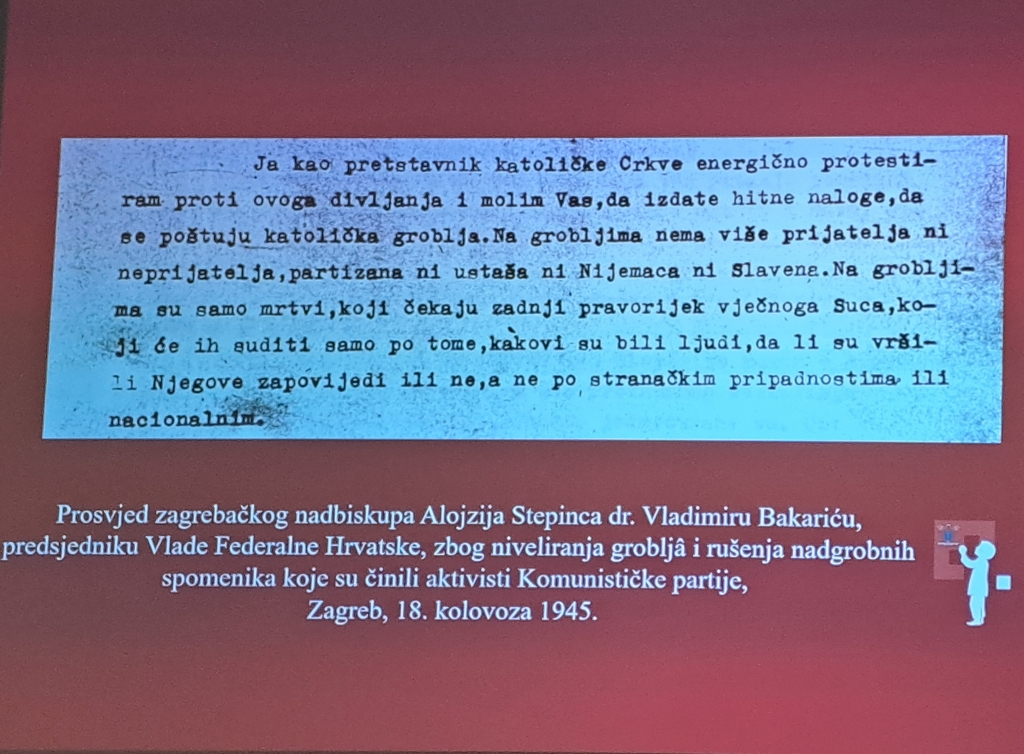 Ja kao pretstavnik katoličke Crkve energično protesti-
ram proti ovoga divljanja i molim Vas,da izdate hitne naloge,da
se poštuju katolička groblja.Na grobljima nema više prijatelja ni
neprijatelja,partizana ni ustaša ni Nijemaca ni Slavena.Na groblji-
ma su samo mrtvi,koji čekaju zadnji pravorijek vječnoga Suca,ko-
ji će ih suditi samo po tome,kakovi su bili ljudi,da li su vrši-
li Njegove zapovijedi ili ne,a ne po stranačkim pripadnostima ili
nacionalnim.
Prosvjed zagrebačkog nadbiskupa Alojzija Stepinca dr. Vladimiru Bakariću,
predsjedniku Vlade Federalne Hrvatske, zbog niveliranja grobljâ i rušenja nadgrobnih
spomenika koje su činili aktivisti Komunističke partije,
Zagreb, 18. kolovoza 1945.